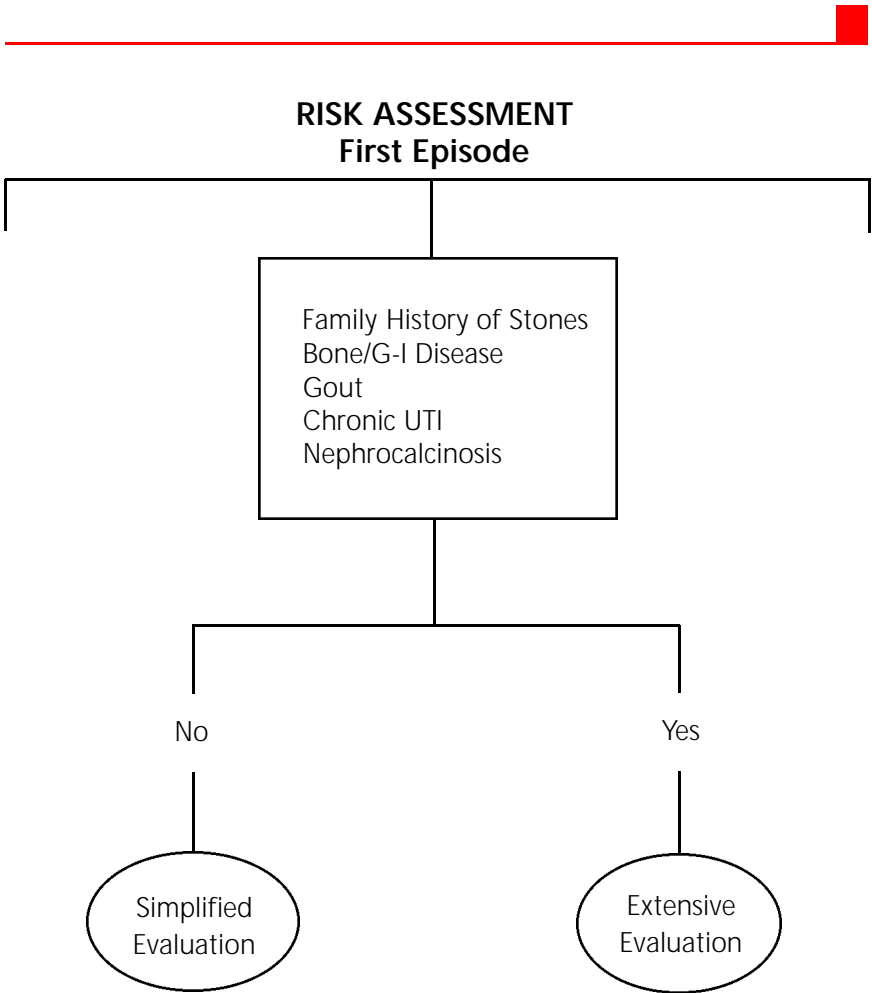 RISK ASSESSMENT
First Episode
Family History of Stones
Bone/G-I Disease
Gout
Chronic UTI
Nephrocalcinosis
No
Yes
Simplified
Evaluation
Extensive
Evaluation